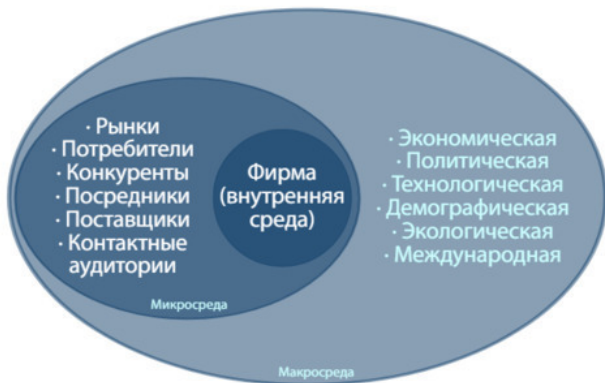 · Рынки
· Потребители
· Конкуренты
· Посредники
· Поставщики
· Контактные
аудитории
Фирма
(внутренняя
среда)
Микросреда
· Экономическая
· Политическая
· Технологическая
· Демографическая
· Экологическая
· Международная
Макросреда